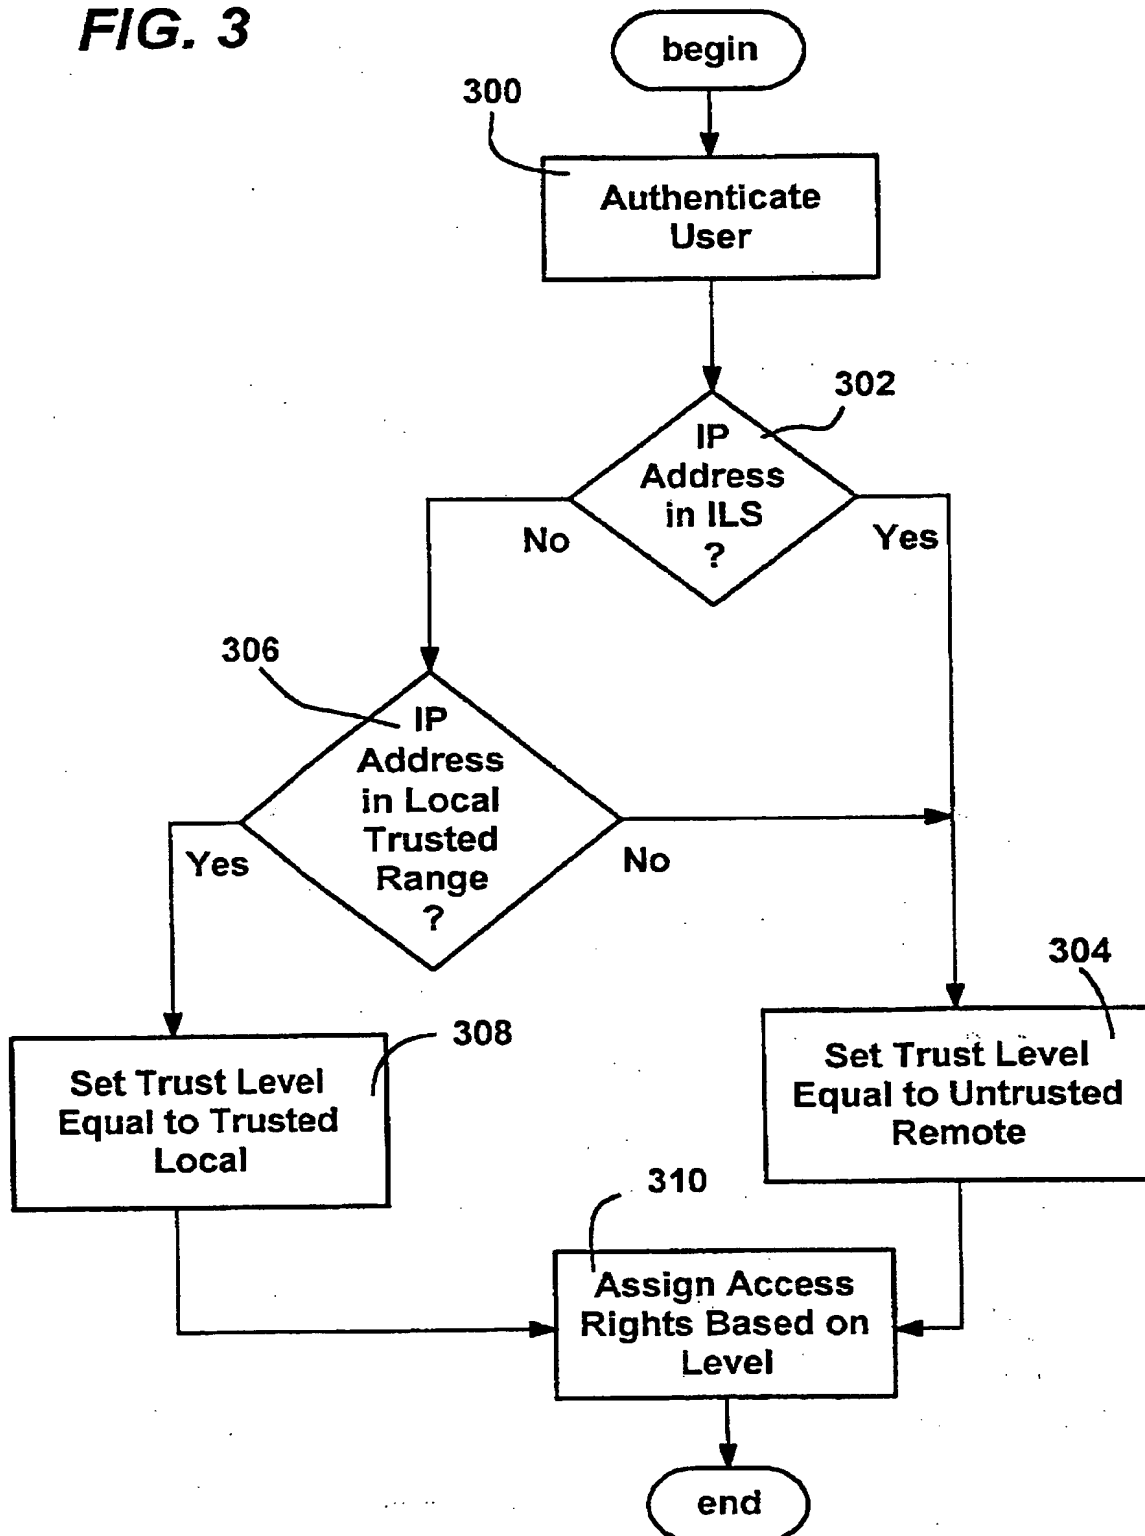 FIG. 3
begin
300
Authenticate
User
302
IP
Address
in ILS
?
No
Yes
306
IP
Address
in Local
Trusted
Range
?
Yes
No
304
308
Set Trust Level
Equal to Trusted
Local
Set Trust Level
Equal to Untrusted
Remote
310
Assign Access
Rights Based on
Level
end